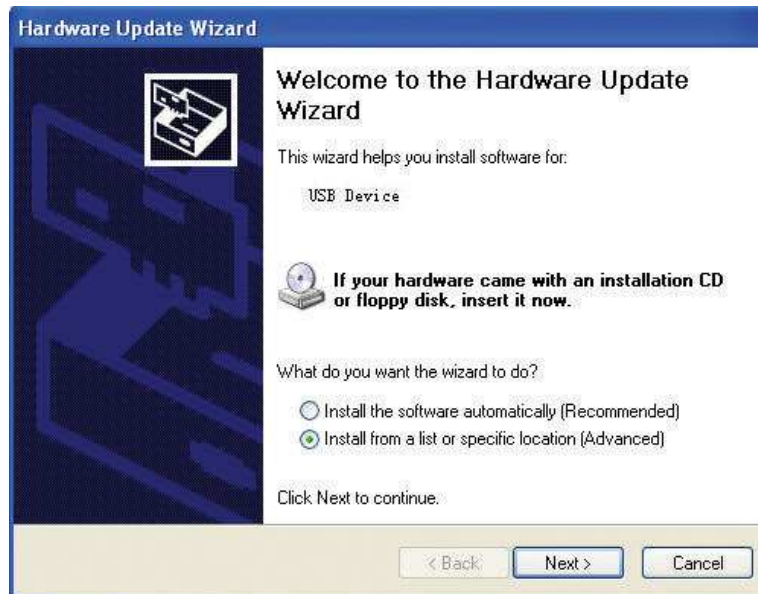 Hardware Update Wizard
Welcome to the Hardware Update
Wizard
This wizard helps you install software for:
USB Device
If your hardware came with an installation CD
or floppy disk, insert it now.
What do you want the wizard to do?
Install the software automatically (Recommended)
Install from a list or specific location (Advanced)
Click Next to continue.
< Back
Next >
Cancel